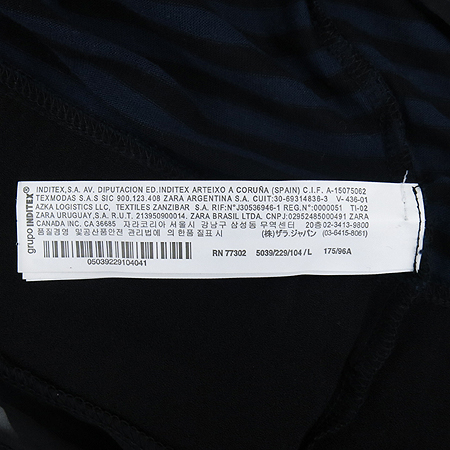 grupo INDITEX®
INDITEX,S.A. AV. DIPUTACION ED.INDITEX ARTEIXO A CORUÑA (SPAIN) C.I.F. A-15075062
TEXMODAS S.A.S SIC 900.123.408 ZARA ARGENTINA S.A. CUIT:30-69314836-3 V-436-01
AZKA LOGISTICS LLC, TEXTILES ZANZIBAR S.A. RIF:N°J30536946-1 REG.N°:0000051 TI-02
ZARA URUGUAY,S.A. R.U.T. 213950900014. ZARA BRASIL LTDA. CNPJ:02952485000491 ZARA
CANADA INC. CA 36685 자라코리아 서울시 강남구 삼성동 무역센터 20층02-3413-9800
품질경영 및공산품안전 관리법에 의한품질표시 (株)ザラ.ジャパン (03-6415-8061)
05039229104041
RN 77302 5039/229/104/L 175/96A